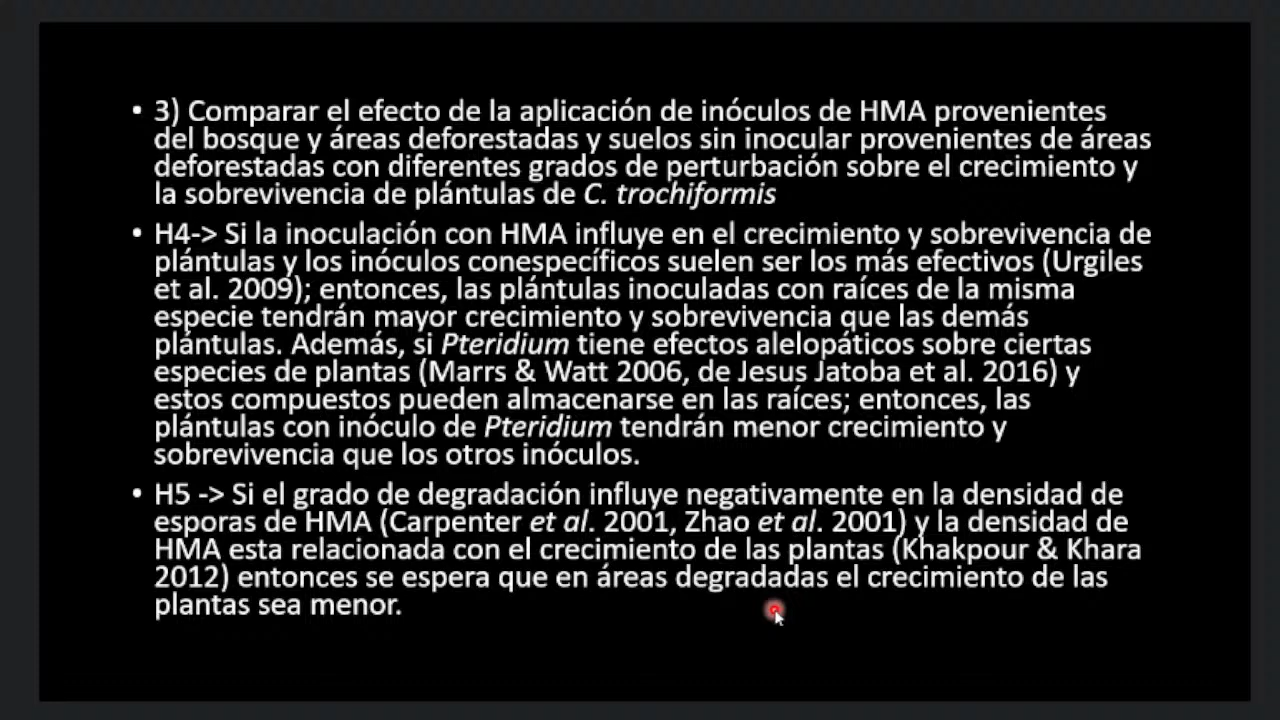 • 3) Comparar el efecto de la aplicación de inóculos de HMA provenientes
del bosque y áreas deforestadas y suelos sin inocular provenientes de áreas
deforestadas con diferentes grados de perturbación sobre el crecimiento y
la sobrevivencia de plántulas de C. trochiformis
• H4-> Si la inoculación con HMA influye en el crecimiento y sobrevivencia de
plántulas y los inóculos conespecíficos suelen ser los más efectivos (Urgiles
et al. 2009); entonces, las plántulas inoculadas con raíces de la misma
especie tendrán mayor crecimiento y sobrevivencia que las demás
plántulas. Además, si Pteridium tiene efectos alelopáticos sobre ciertas
especies de plantas (Marrs & Watt 2006, de Jesus Jatoba et al. 2016) y
estos compuestos pueden almacenarse en las raíces; entonces, las
plántulas con inóculo de Pteridium tendrán menor crecimiento y
sobrevivencia que los otros inóculos.
• H5 -> Si el grado de degradación influye negativamente en la densidad de
esporas de HMA (Carpenter et al. 2001, Zhao et al. 2001) y la densidad de
HMA esta relacionada con el crecimiento de las plantas (Khakpour & Khara
2012) entonces se espera que en áreas degradadas el crecimiento de las
plantas sea menor.